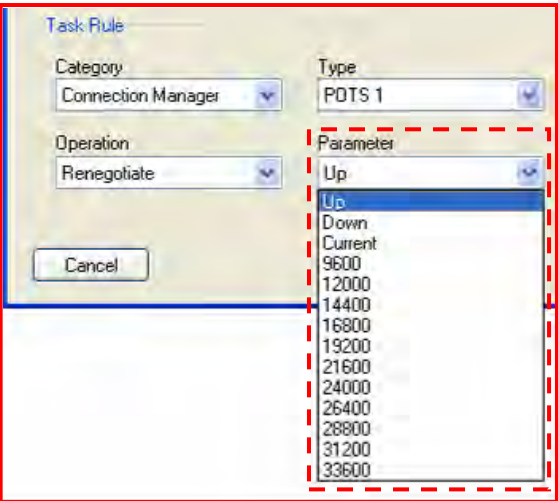 Task Rule
Category Type
Connection Manager POTS 1
Operation Parameter
Renegotiate Up
Up
Down
Current
9600
Cancel
12000
14400
16800
19200
21600
24000
26400
28800
31200
33600